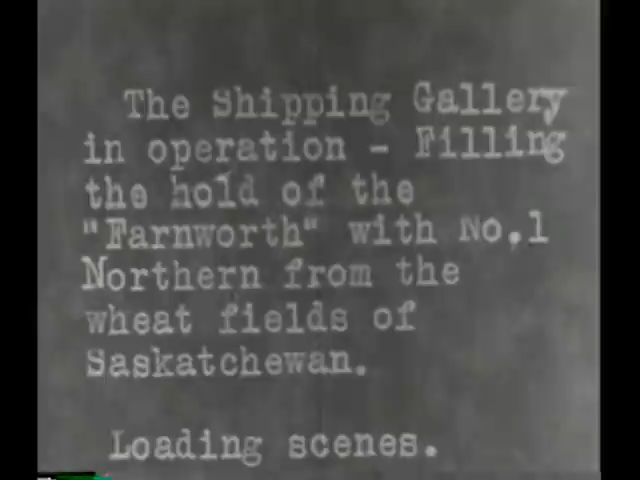 The Shipping Gallery
in operation - Filling
the hold of the
"Farnworth" with No.1
Northern from the
wheat fields of
Saskatchewan.
Loading scenes.